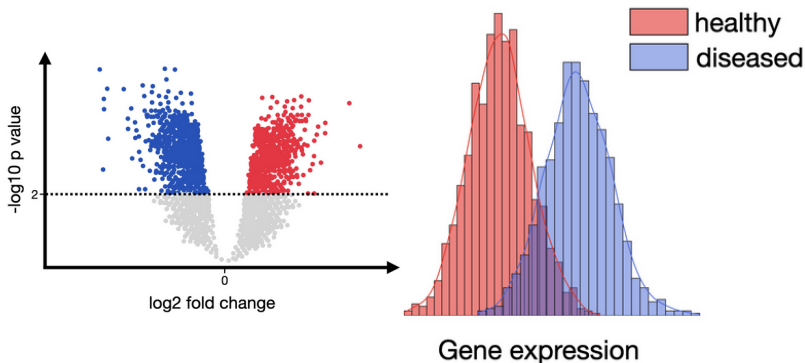 healthy
diseased
-log10 p value
2
0
log2 fold change
Gene expression